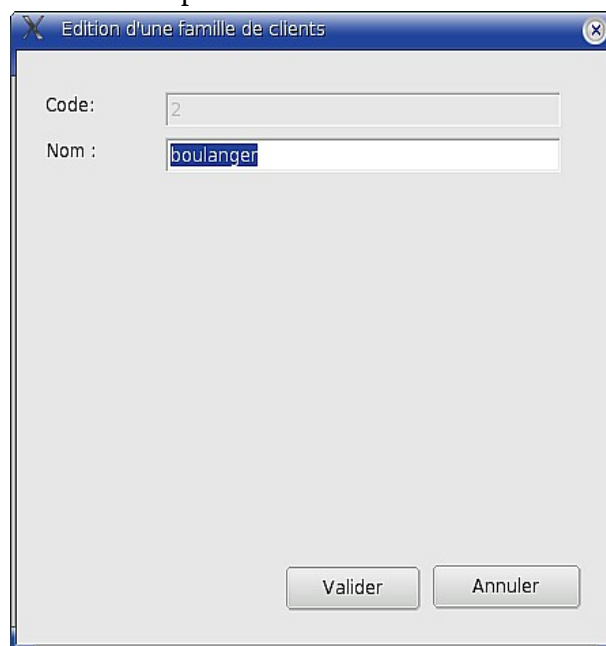 Edition d'une famille de clients
Code: 2
Nom : boulanger
Valider Annuler